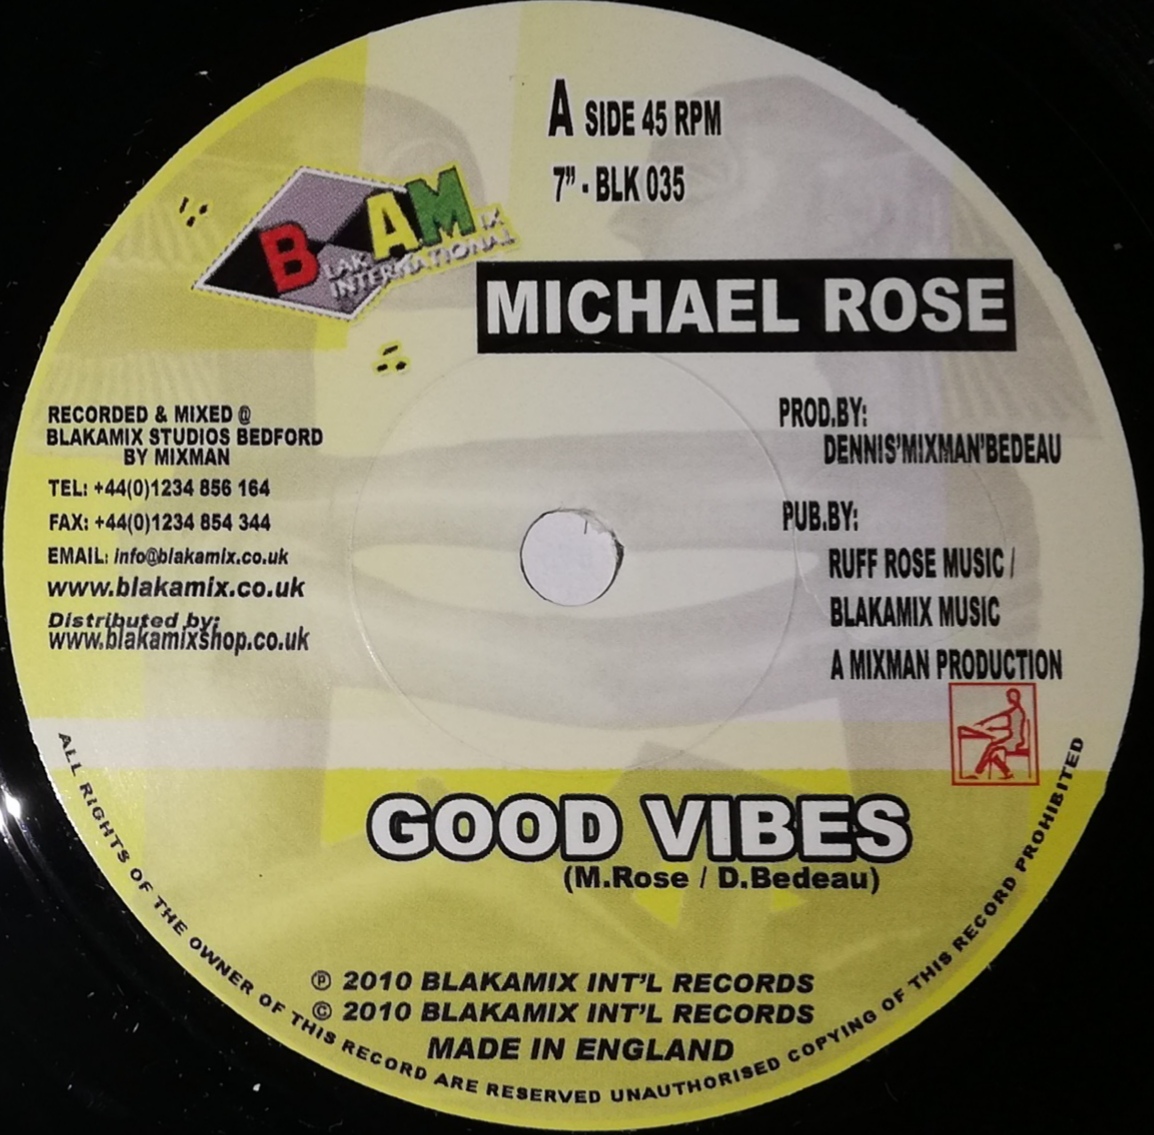 A SIDE 45 RPM
7" - BLK 035
BLAKAMIX
INTERNATIONAL
MICHAEL ROSE
RECORDED & MIXED @
BLAKAMIX STUDIOS BEDFORD
BY MIXMAN
TEL: +44(0)1234 856 164
FAX: +44(0)1234 854 344
EMAIL: info@blakamix.co.uk
www.blakamix.co.uk
Distributed by:
www.blakamixshop.co.uk
PROD.BY:
DENNIS'MIXMAN'BEDEAU
PUB.BY:
RUFF ROSE MUSIC /
BLAKAMIX MUSIC
A MIXMAN PRODUCTION
GOOD VIBES
(M.Rose / D.Bedeau)
℗ 2010 BLAKAMIX INT'L RECORDS
© 2010 BLAKAMIX INT'L RECORDS
MADE IN ENGLAND
ALL RIGHTS OF THE OWNER OF THIS RECORD ARE RESERVED UNAUTHORISED COPYING OF THIS RECORD PROHIBITED